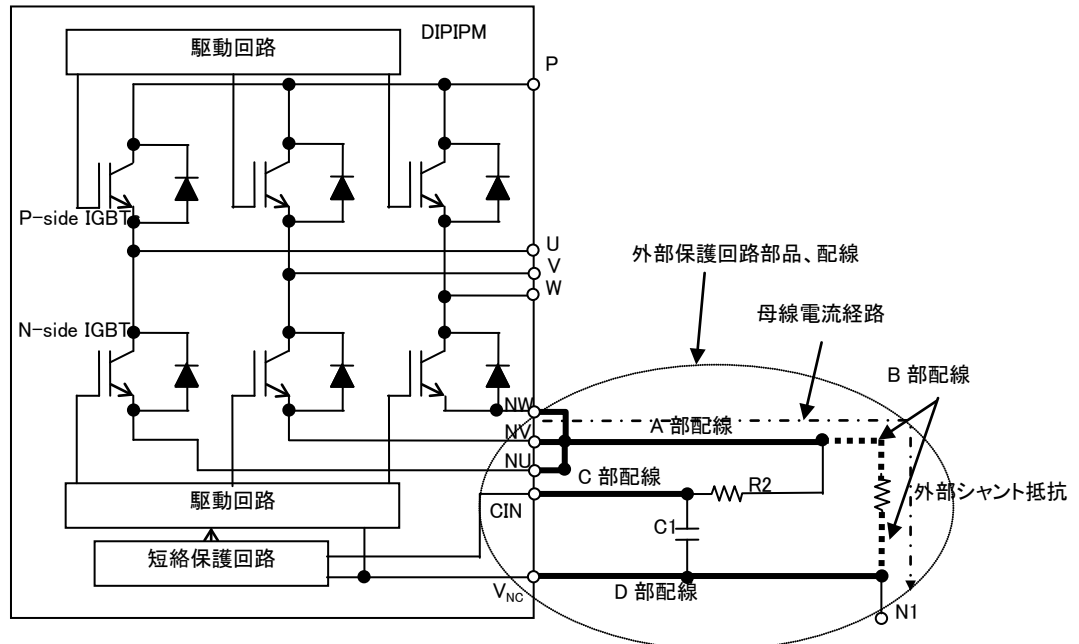 DIPIPM
駆動回路
P
P-side IGBT
U
V
W
外部保護回路部品、配線
母線電流経路
N-side IGBT
B 部配線
NW
NV
A 部配線
NU
C 部配線
R2
外部シャント抵抗
駆動回路
CIN
C1
短絡保護回路
VNC
D 部配線
N1